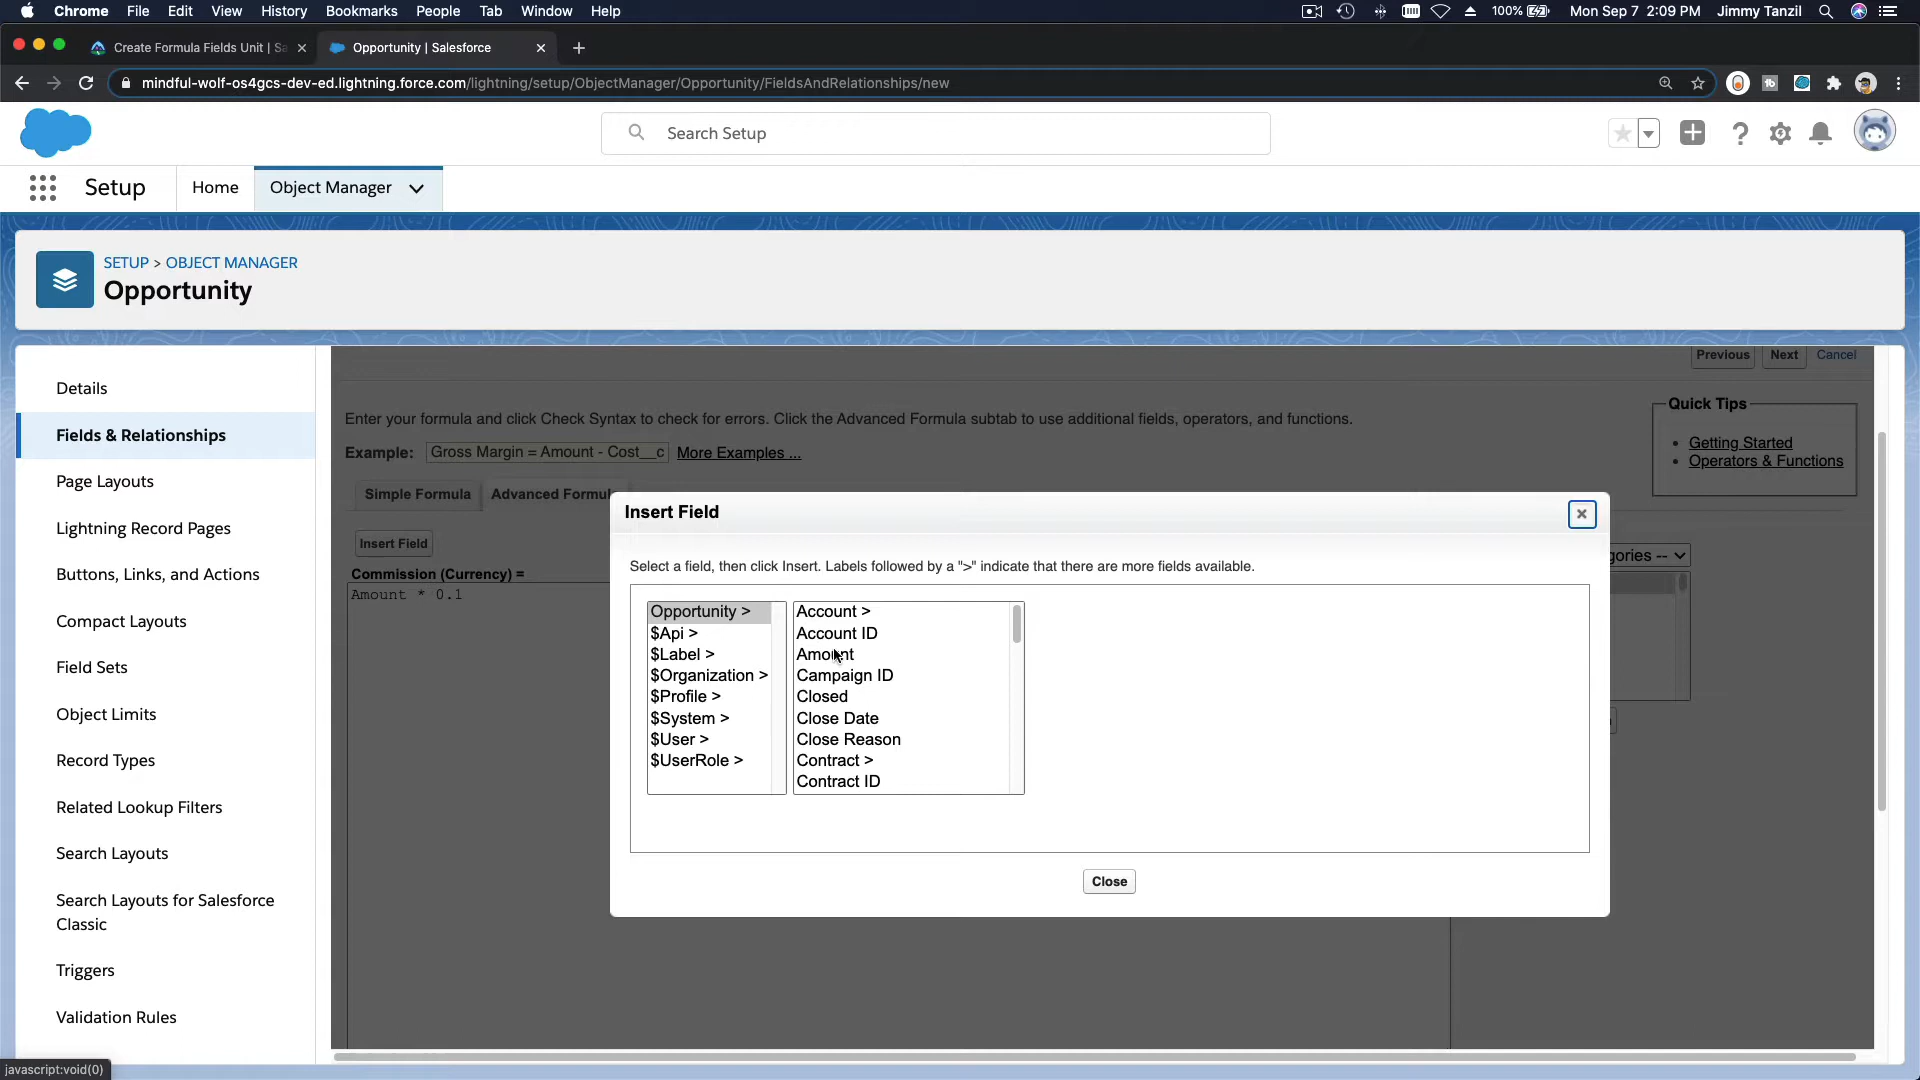 Chrome File Edit View History Bookmarks People Tab Window Help 100% Mon Sep 7 2:09 PM Jimmy Tanzil
Create Formula Fields Unit | Sa
Opportunity | Salesforce
mindful-wolf-os4gcs-dev-ed.lightning.force.com/lightning/setup/ObjectManager/Opportunity/FieldsAndRelationships/new
Search Setup
Setup Home Object Manager
SETUP > OBJECT MANAGER
Opportunity
Details
Fields & Relationships
Page Layouts
Lightning Record Pages
Buttons, Links, and Actions
Compact Layouts
Field Sets
Object Limits
Record Types
Related Lookup Filters
Search Layouts
Search Layouts for Salesforce
Classic
Triggers
Validation Rules
Previous Next Cancel
Enter your formula and click Check Syntax to check for errors. Click the Advanced Formula subtab to use additional fields, operators, and functions.
Example: Gross Margin = Amount - Cost__c More Examples ...
Quick Tips
Getting Started
Operators & Functions
Simple Formula Advanced Formul
Insert Field
Commission (Currency) =
Amount * 0.1
gories --
Insert Field
Select a field, then click Insert. Labels followed by a ">" indicate that there are more fields available.
Opportunity >
$Api >
$Label >
$Organization >
$Profile >
$System >
$User >
$UserRole >
Account >
Account ID
Amount
Campaign ID
Closed
Close Date
Close Reason
Contract >
Contract ID
Close
javascript:void(0)